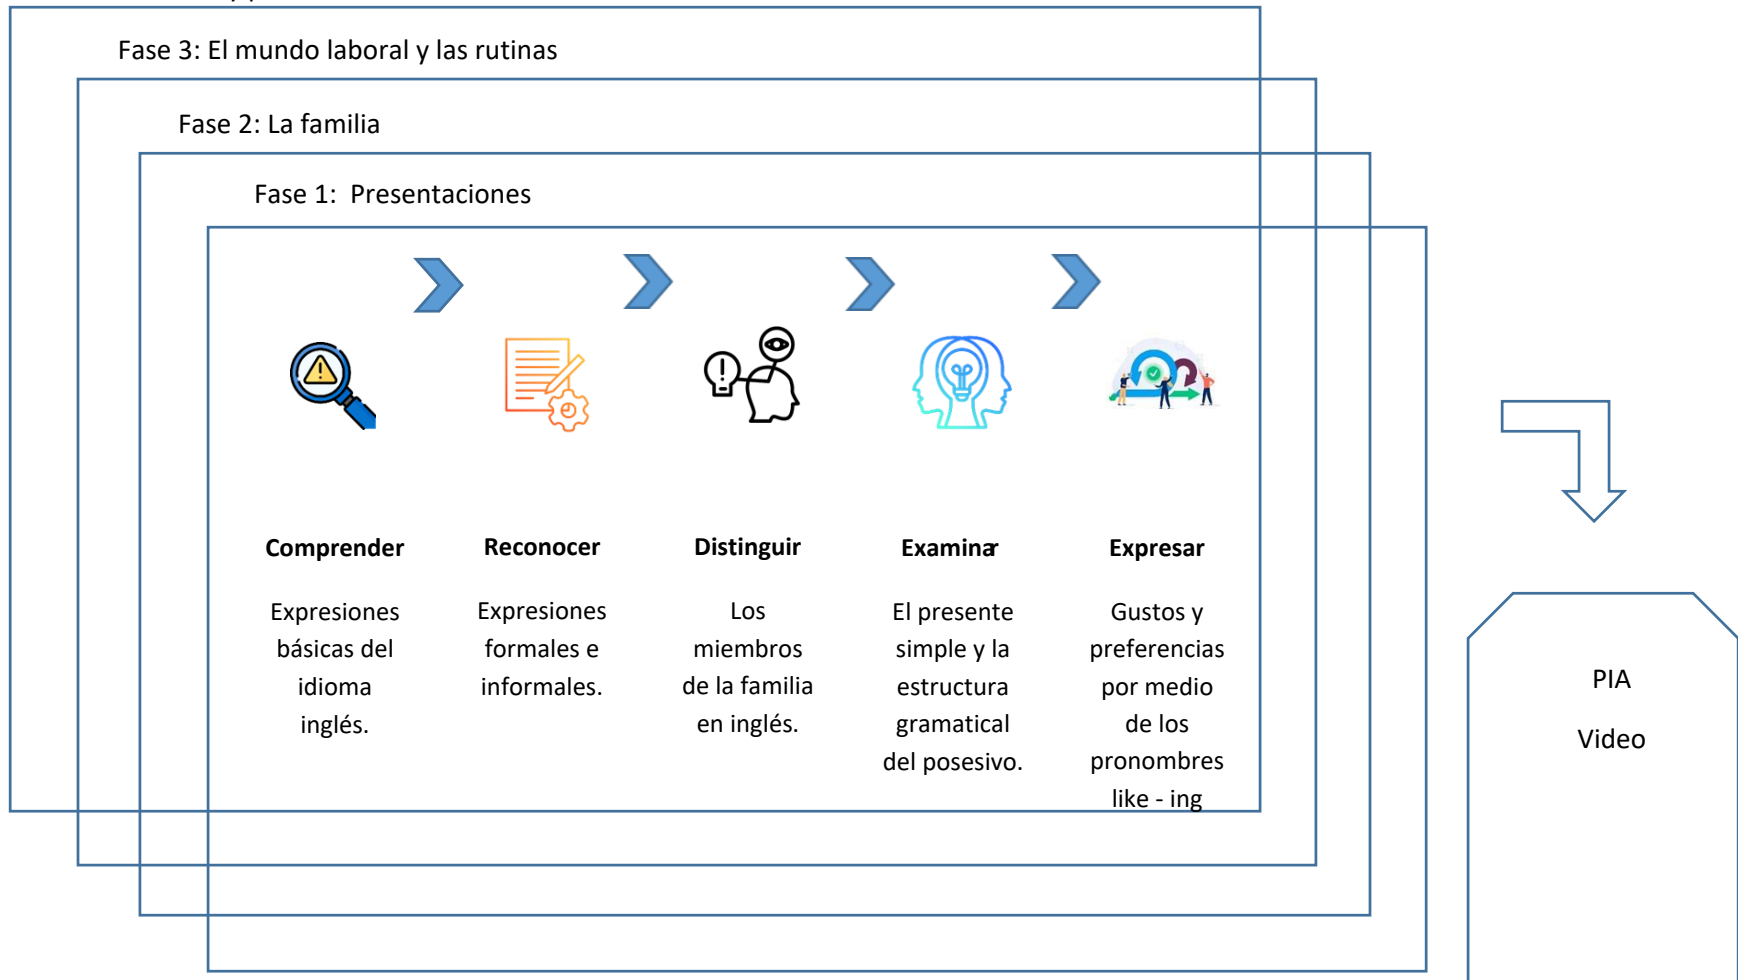 Fase 3: El mundo laboral y las rutinas
Fase 2: La familia
Fase 1: Presentaciones
Comprender
Expresiones
básicas del
idioma
inglés.
Reconocer
Expresiones
formales e
informales.
Distinguir
Los
miembros
de la familia
en inglés.
Examinar
El presente
simple y la
estructura
gramatical
del posesivo.
Expresar
Gustos y
preferencias
por medio
de los
pronombres
like - ing
PIA
Video